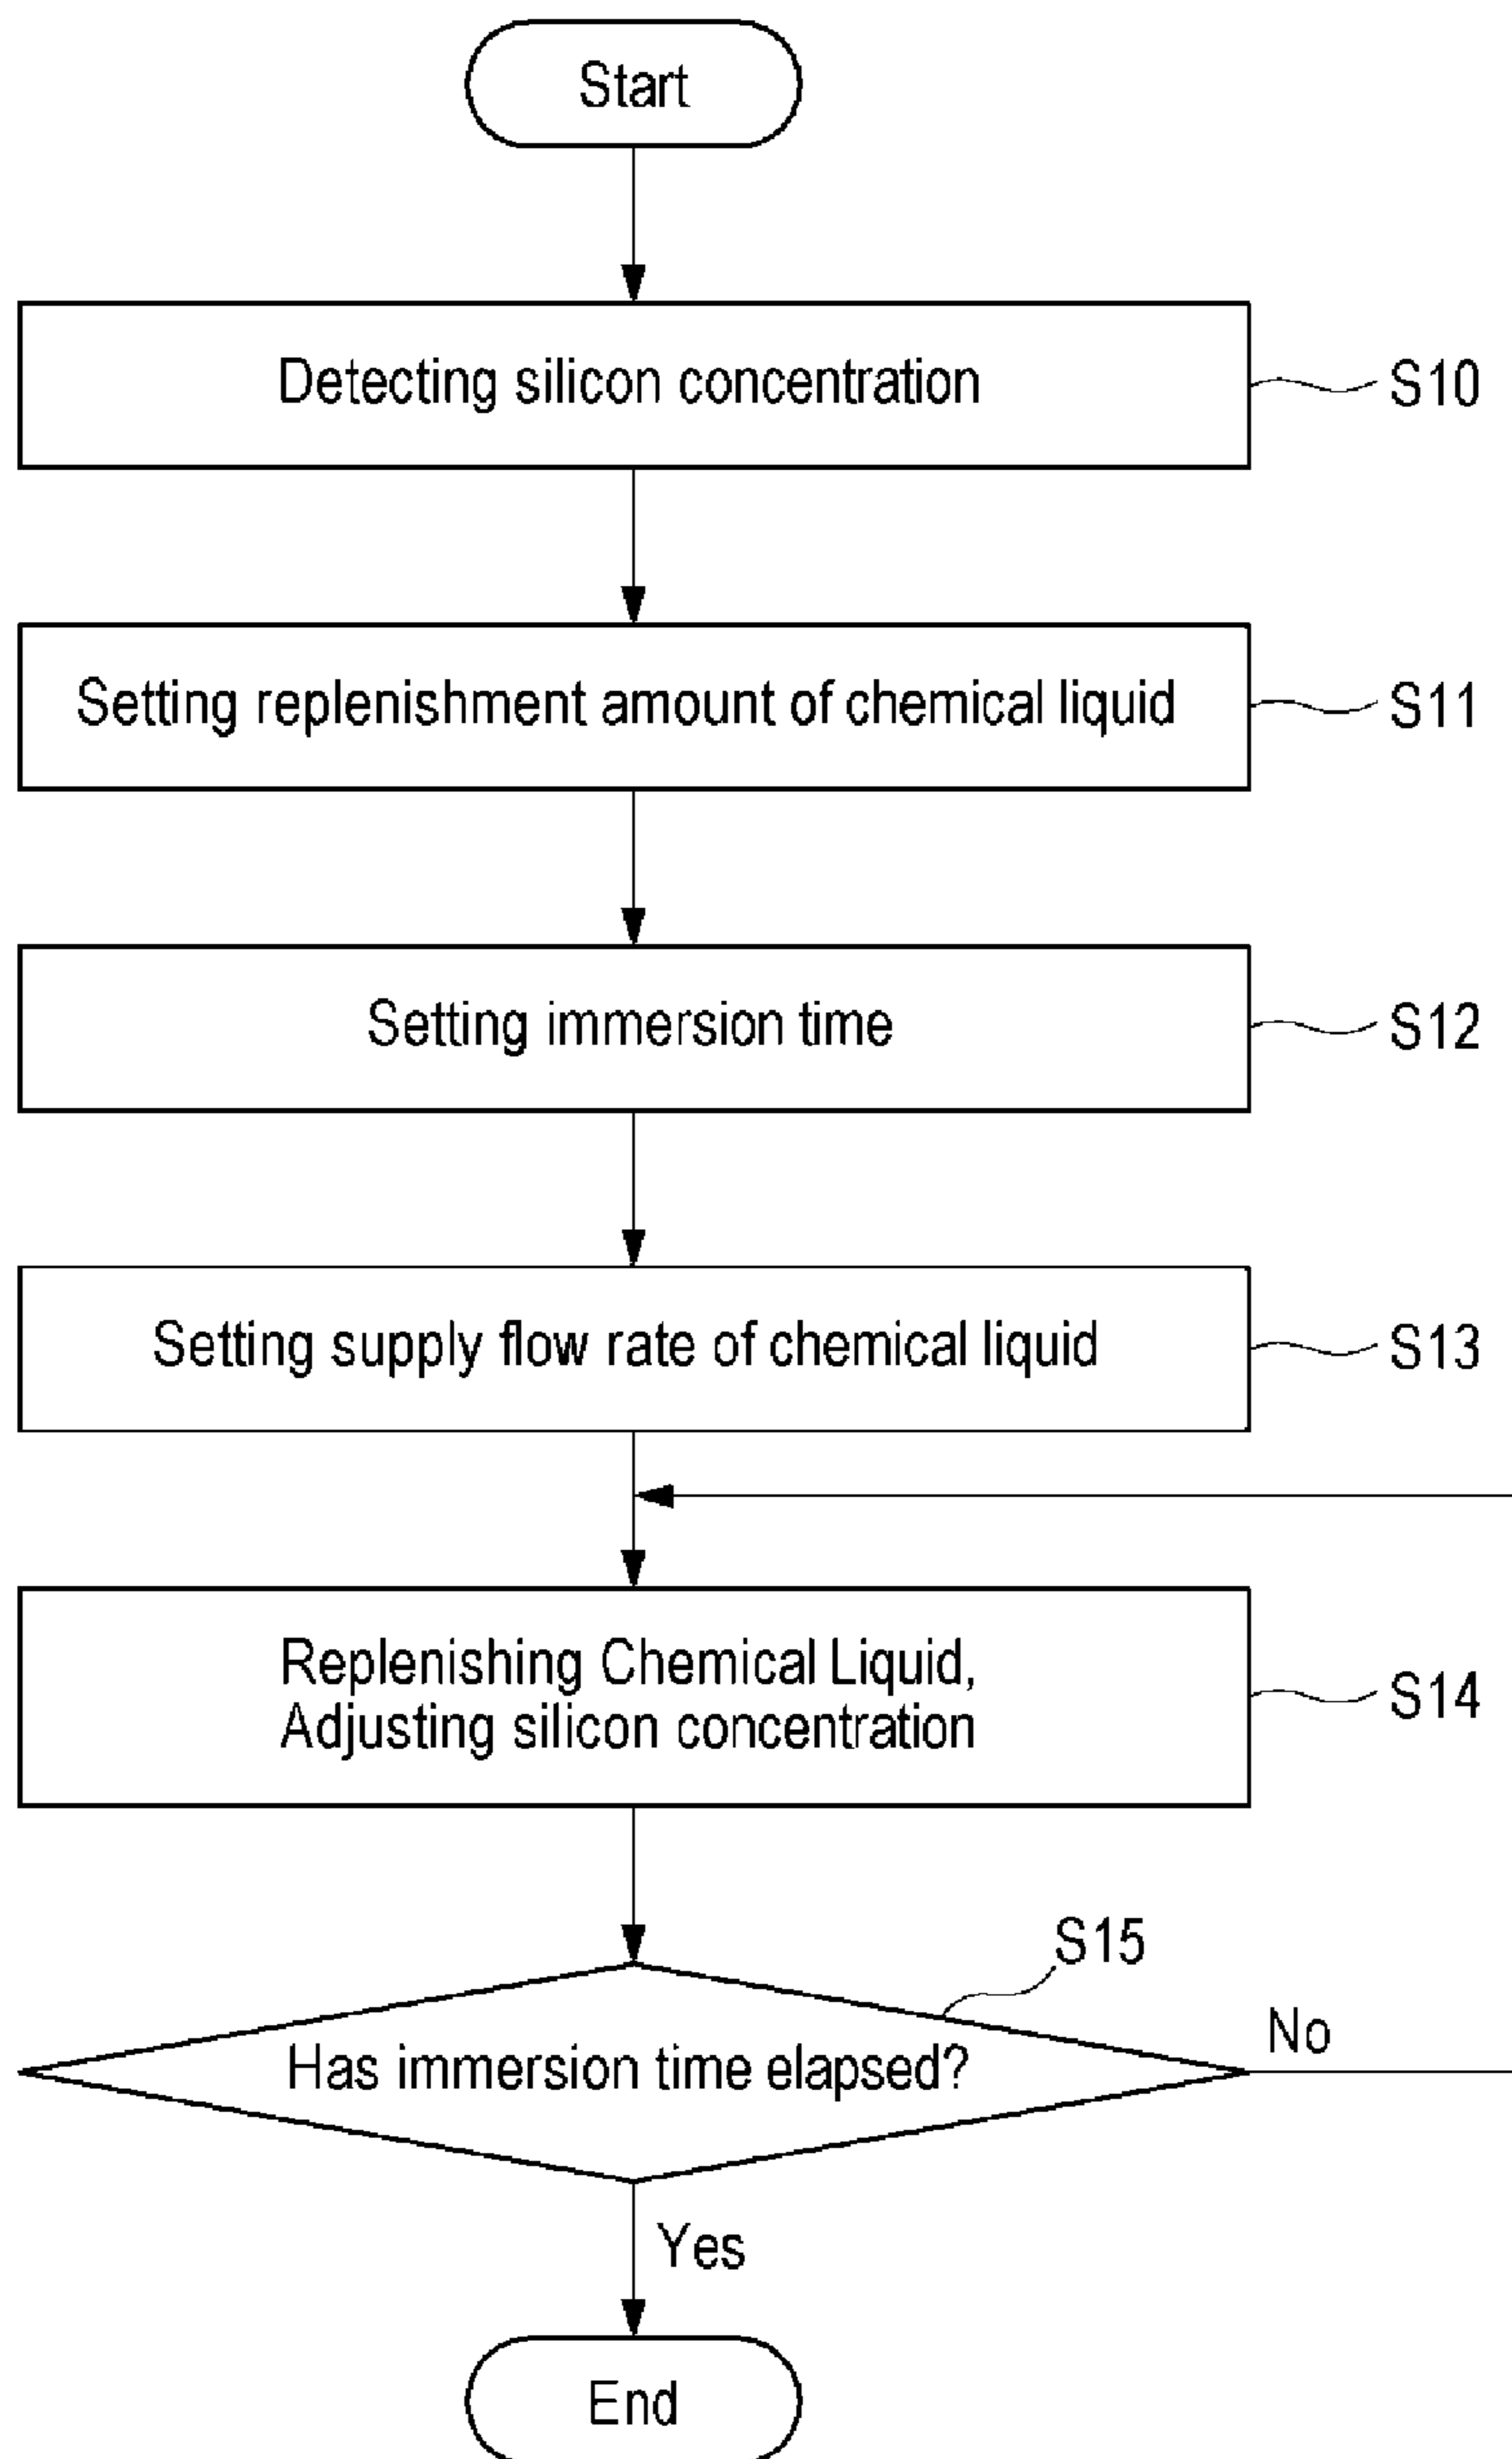 Start
Detecting silicon concentration
S10
Setting replenishment amount of chemical liquid
S11
Setting immersion time
S12
Setting supply flow rate of chemical liquid
S13
Replenishing Chemical Liquid,
Adjusting silicon concentration
S14
S15
Has immersion time elapsed?
No
Yes
End